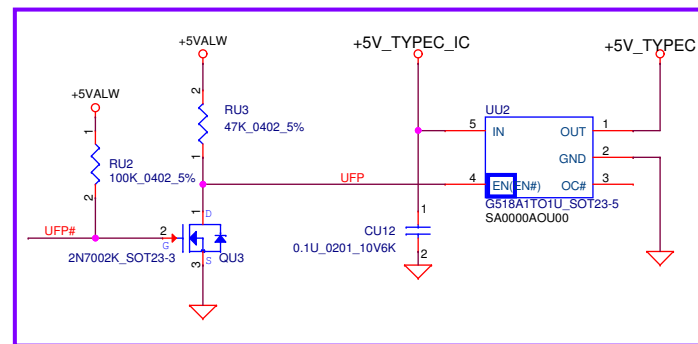 +5VALW
+5V_TYPEC_IC
+5V_TYPEC
+5VALW
2
RU3
47K_0402_5%
1
UU2
5
IN
OUT
1
1
RU2
100K_0402_5%
2
GND
2
UFP
4
EN(EN#)
OC#
3
G518A1TO1U_SOT23-5
SA0000AOU00
1
D
1
UFP#
2
G
CU12
0.1U_0201_10V6K
2N7002K_SOT23-3
3
S
QU3
2